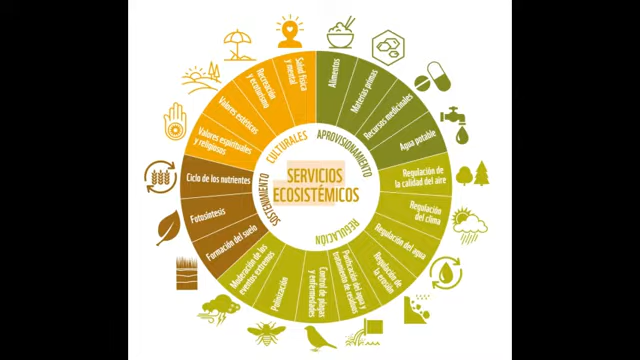 SERVICIOS
ECOSISTÉMICOS
CULTURALES
APROVISIONAMIENTO
REGULACIÓN
SOSTENIMIENTO
Alimentos
Materias primas
Recursos medicinales
Agua potable
Regulación de
la calidad del aire
Regulación
del clima
Regulación del agua
Regulación de
la erosión
Purificación del agua y
tratamiento de residuos
Control de plagas
y enfermedades
Polinización
Moderación de los
eventos extremos
Formación del suelo
Fotosíntesis
Ciclo de los nutrientes
Valores espirituales
y religiosos
Valores estéticos
Recreación
y ecoturismo
Salud física
y mental